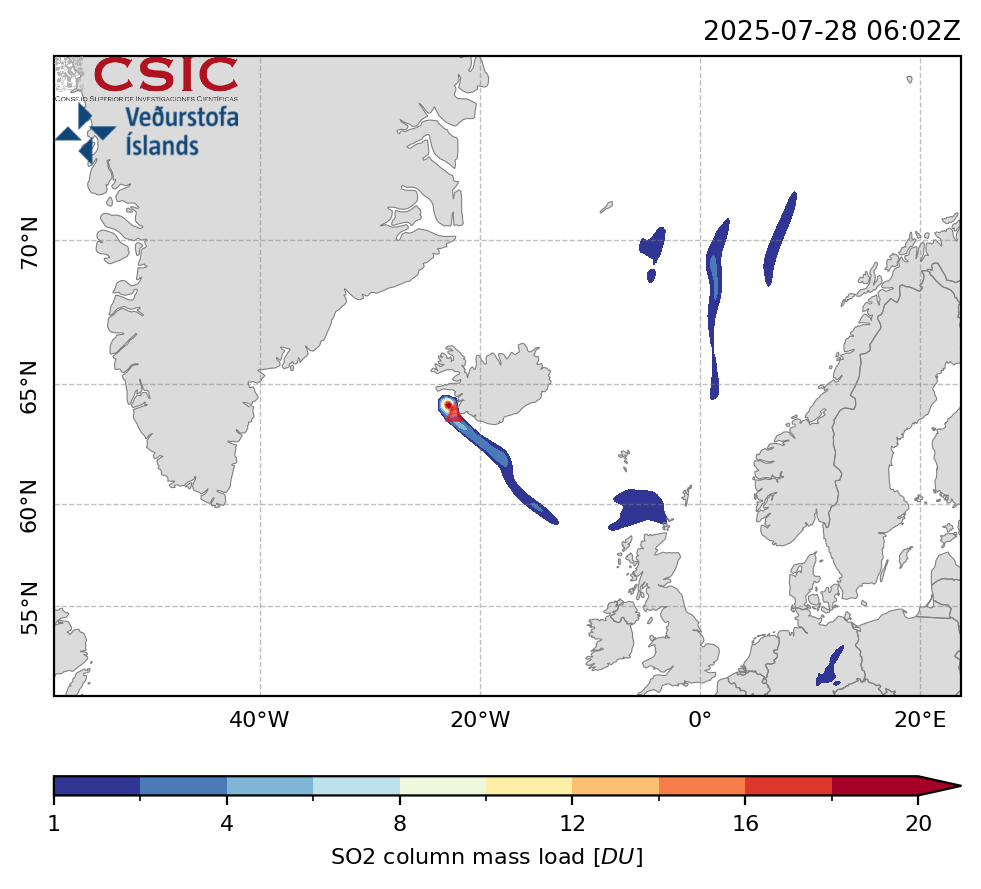 2025-07-28 06:02Z
CSIC
CONSEJO SUPERIOR DE INVESTIGACIONES CIENTÍFICAS
Veðurstofa
Íslands
70°N
65°N
60°N
55°N
40°W 20°W 0° 20°E
1 4 8 12 16 20
SO2 column mass load [DU]